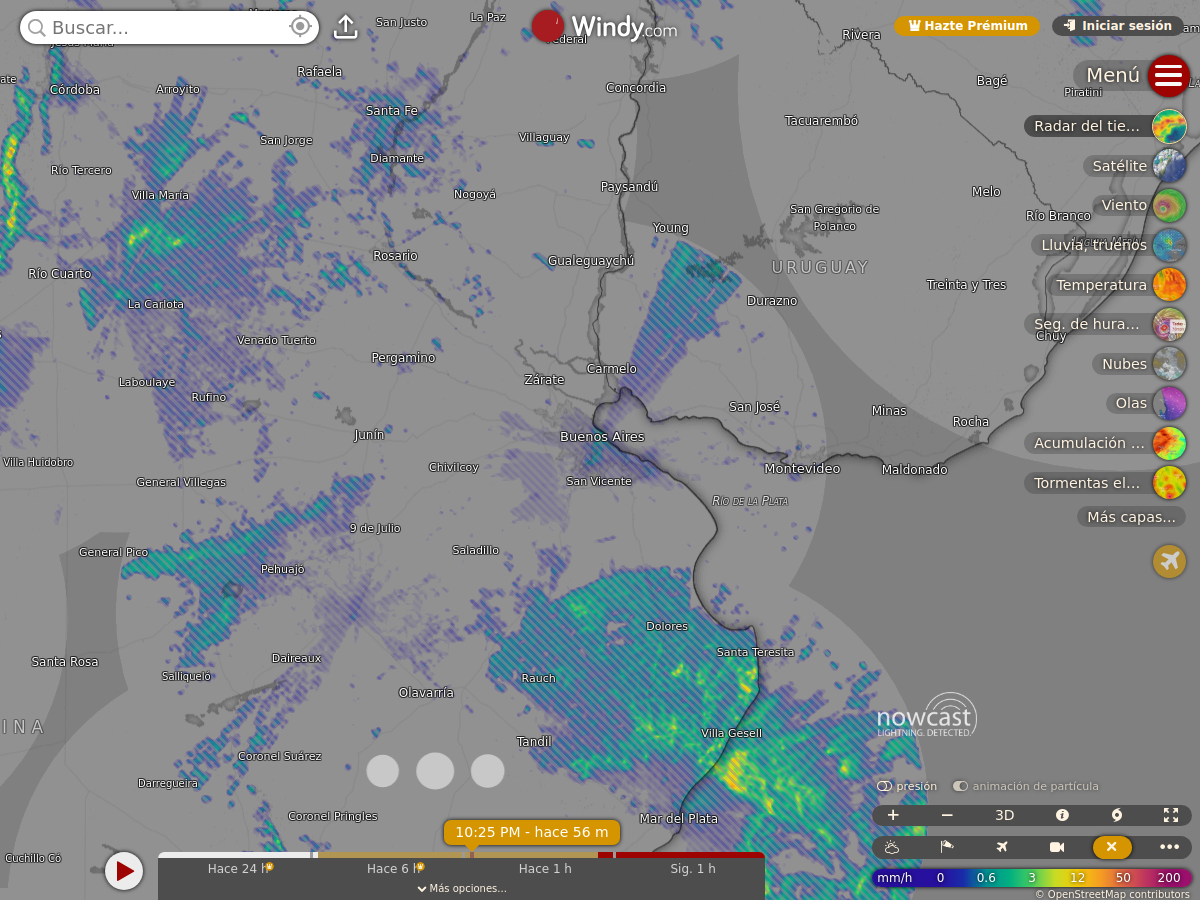 Buscar...
San Justo
La Paz
Windy.com
Federal
Rivera
Hazte Prémium
Iniciar sesión
Jesús María
Rafaela
Córdoba
Arroyito
Concordia
Bagé
Menú
Piratini
Santa Fe
Tacuarembó
Radar del tie...
San Jorge
Villaguay
Diamante
Río Tercero
Satélite
Villa María
Nogoyá
Paysandú
Melo
Viento
San Gregorio de
Polanco
Río Branco
Young
Lluvia, truenos
Rosario
Gualeguaychú
URUGUAY
Río Cuarto
Temperatura
Treinta y Tres
La Carlota
Durazno
Seg. de hura...
Chuy
Venado Tuerto
Pergamino
Nubes
Carmelo
Zárate
Laboulaye
Rufino
Olas
San José
Minas
Rocha
Junín
Buenos Aires
Acumulación ...
Villa Huidobro
Chivilcoy
Montevideo
Maldonado
General Villegas
San Vicente
Tormentas el...
Río de la Plata
Más capas...
9 de Julio
General Pico
Saladillo
Pehuajó
Dolores
Santa Rosa
Daireaux
Santa Teresita
Salliqueló
Rauch
Olavarría
INA
nowcast
LIGHTNING. DETECTED.
Villa Gesell
Tandil
Coronel Suárez
Darregueira
presión
animación de partícula
Coronel Pringles
Mar del Plata
3D
10:25 PM - hace 56 m
Cuchillo Có
Hace 24 h
Hace 6 h
Hace 1 h
Sig. 1 h
mm/h 0 0.6 3 12 50 200
Más opciones...
© OpenStreetMap contributors